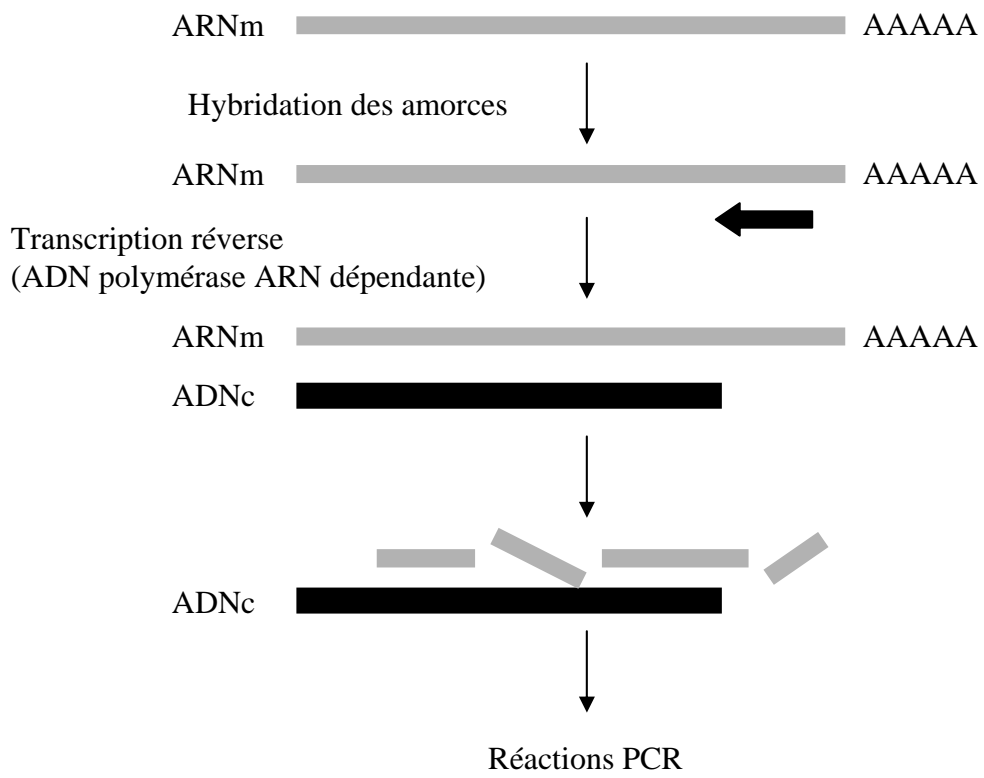 ARNm AAAAA
Hybridation des amorces
ARNm AAAAA
Transcription réverse
(ADN polymérase ARN dépendante)
ARNm AAAAA
ADNc
ADNc
Réactions PCR